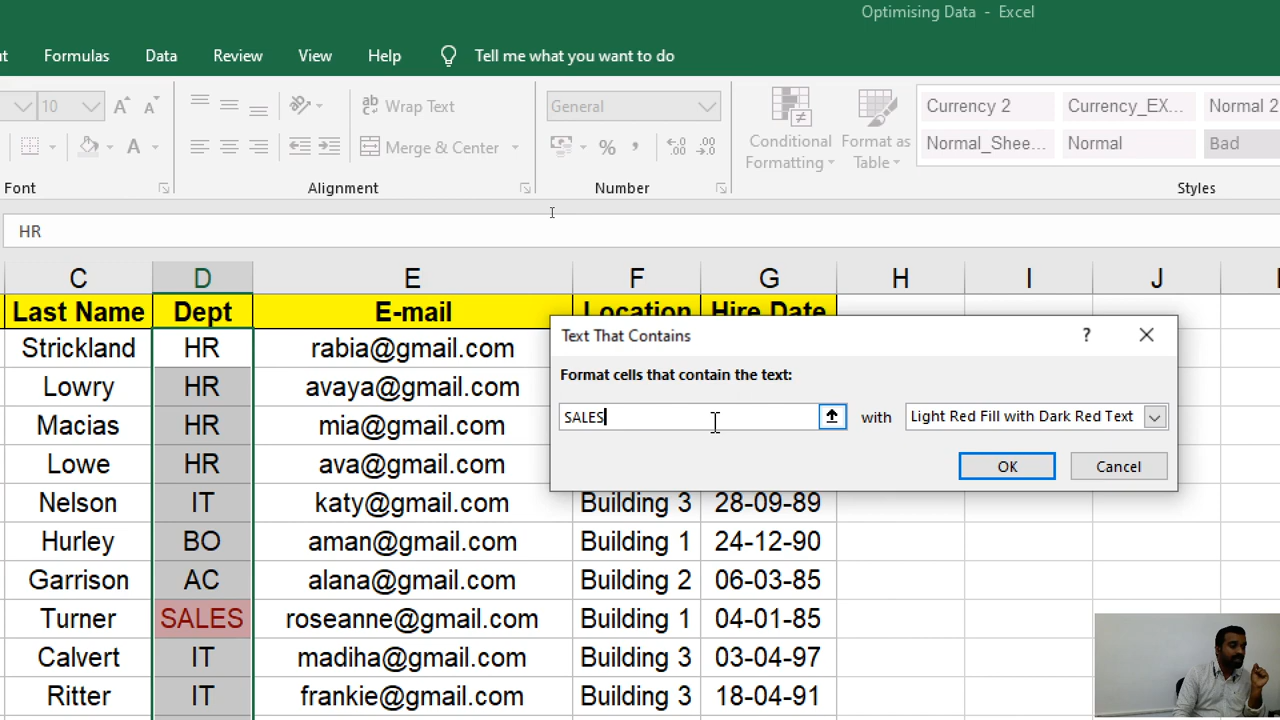 Optimising Data - Excel
Formulas Data Review View Help Tell me what you want to do
10 A A Wrap Text General Currency 2 Currency_EX... Normal 2
A Merge & Center % , Conditional Formatting Format as Table Normal_Shee... Normal Bad
Font Alignment Number Styles
HR
C D E F G H I J
Last Name Dept E-mail Location Hire Date
Text That Contains ?
Strickland HR rabia@gmail.com
Format cells that contain the text:
Lowry HR avaya@gmail.com
SALES with Light Red Fill with Dark Red Text
Macias HR mia@gmail.com
Lowe HR ava@gmail.com
OK Cancel
Nelson IT katy@gmail.com Building 3 28-09-89
Hurley BO aman@gmail.com Building 1 24-12-90
Garrison AC alana@gmail.com Building 2 06-03-85
Turner SALES roseanne@gmail.com Building 1 04-01-85
Calvert IT madiha@gmail.com Building 3 03-04-97
Ritter IT frankie@gmail.com Building 3 18-04-91